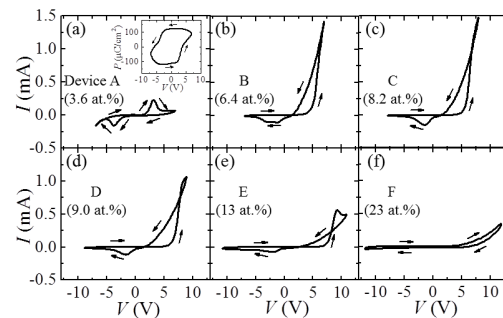 (a)
P (μC/cm²)
100
0
-100
-10 -5 0 5 10
V (V)
Device A
(3.6 at.%)
(b)
B
(6.4 at.%)
(c)
C
(8.2 at.%)
I (mA)
1.5
1.0
0.5
0.0
-0.5
(d)
D
(9.0 at.%)
(e)
E
(13 at.%)
(f)
F
(23 at.%)
I (mA)
1.0
0.5
0.0
-0.5
-10 -5 0 5 10
-10 -5 0 5 10
-10 -5 0 5 10
V (V)
V (V)
V (V)